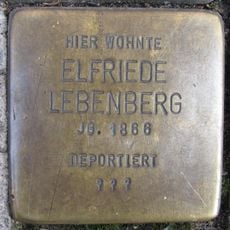 HIER WOHNTE
ELFRIEDE
LEBENBERG
JG. 1866
DEPORTIERT
???